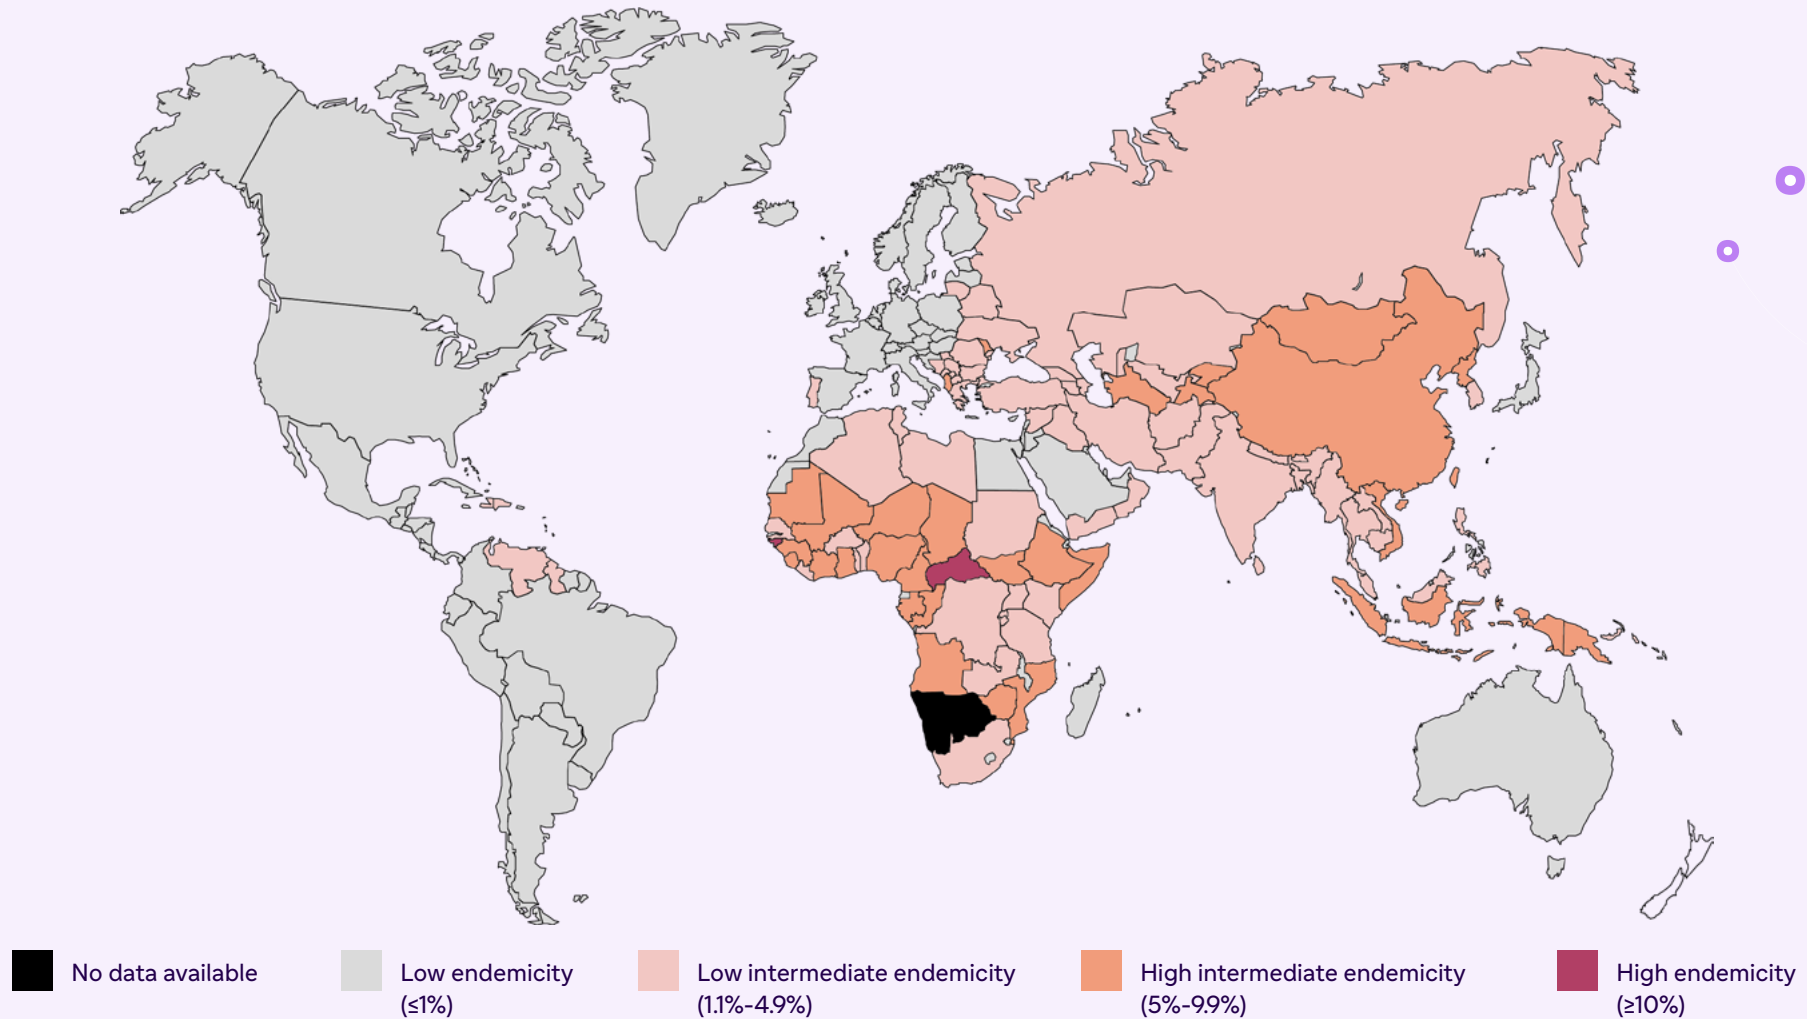 No data available
Low endemicity
(≤1%)
Low intermediate endemicity
(1.1%-4.9%)
High intermediate endemicity
(5%-9.9%)
High endemicity
(≥10%)